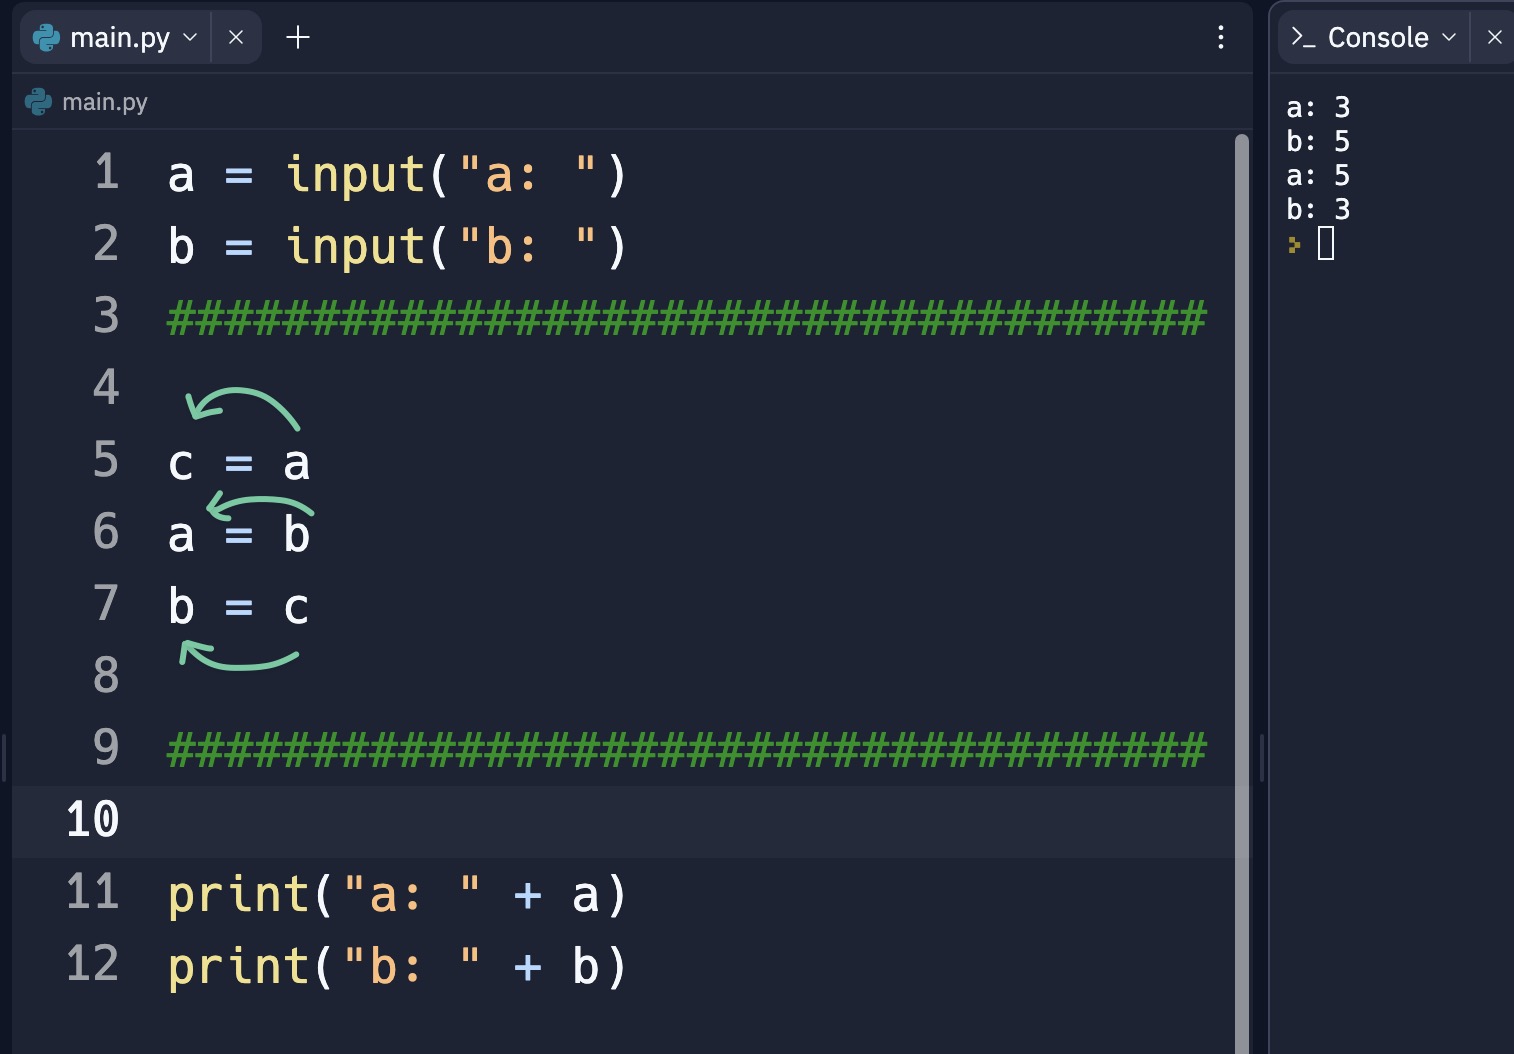 main.py
main.py
1 a = input("a: ")
2 b = input("b: ")
3 ####################################
4
5 c = a
6 a = b
7 b = c
8
9 ####################################
10
11 print("a: " + a)
12 print("b: " + b)
>_ Console
a: 3
b: 5
a: 5
b: 3